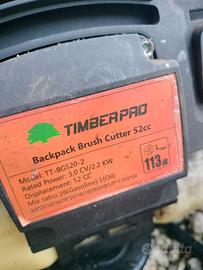 TIMBERPRO
Backpack Brush Cutter 52cc
Model: TT-BG520-2
Rated Power: 3.0 CV/2.2 KW
Displacement: 52 CC
Mix ratio: 25(Gasoline):1(Oil)
113